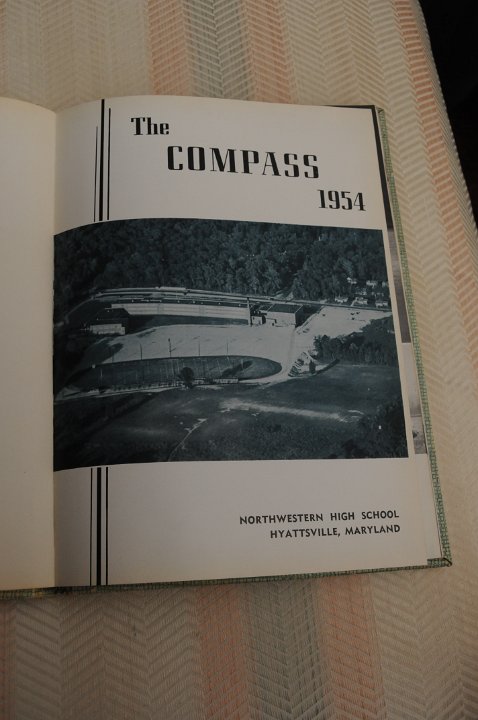 The
COMPASS
1954
NORTHWESTERN HIGH SCHOOL
HYATTSVILLE, MARYLAND